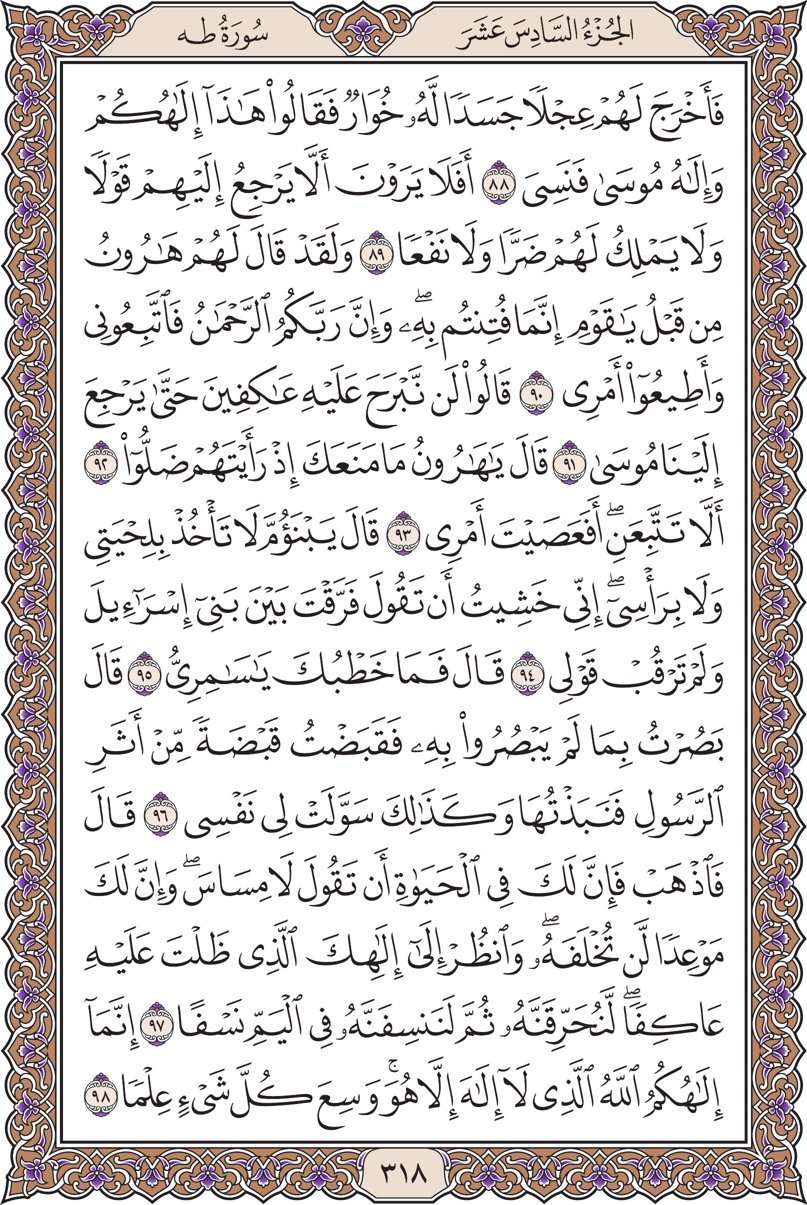 الجُزْءُ السَّادِسَ عَشَرَ
سُورَةُ طه
فَأَخْرَجَ لَهُمْ عِجْلًا جَسَدًا لَّهُۥ خُوَارٌ فَقَالُوا۟ هَٰذَآ إِلَٰهُكُمْ
وَإِلَٰهُ مُوسَىٰ فَنَسِىَ ٨٨ أَفَلَا يَرَوْنَ أَلَّا يَرْجِعُ إِلَيْهِمْ قَوْلًا
وَلَا يَمْلِكُ لَهُمْ ضَرًّا وَلَا نَفْعًا ٨٩ وَلَقَدْ قَالَ لَهُمْ هَٰرُونُ
مِن قَبْلُ يَٰقَوْمِ إِنَّمَا فُتِنتُم بِهِۦۖ وَإِنَّ رَبَّكُمُ ٱلرَّحْمَٰنُ فَٱتَّبِعُونِى
وَأَطِيعُوٓا۟ أَمْرِى ٩٠ قَالُوا۟ لَن نَّبْرَحَ عَلَيْهِ عَٰكِفِينَ حَتَّىٰ يَرْجِعَ
إِلَيْنَا مُوسَىٰ ٩١ قَالَ يَٰهَٰرُونُ مَا مَنَعَكَ إِذْ رَأَيْتَهُمْ ضَلُّوٓا۟ ٩٢
أَلَّا تَتَّبِعَنِۖ أَفَعَصَيْتَ أَمْرِى ٩٣ قَالَ يَبْنَؤُمَّ لَا تَأْخُذْ بِلِحْيَتِى
وَلَا بِرَأْسِىٓۖ إِنِّى خَشِيتُ أَن تَقُولَ فَرَّقْتَ بَيْنَ بَنِىٓ إِسْرَٰٓءِيلَ
وَلَمْ تَرْقُبْ قَوْلِى ٩٤ قَالَ فَمَا خَطْبُكَ يَٰسَٰمِرِىُّ ٩٥ قَالَ
بَصُرْتُ بِمَا لَمْ يَبْصُرُوا۟ بِهِۦ فَقَبَضْتُ قَبْضَةً مِّنْ أَثَرِ
ٱلرَّسُولِ فَنَبَذْتُهَا وَكَذَٰلِكَ سَوَّلَتْ لِى نَفْسِى ٩٦ قَالَ
فَٱذْهَبْ فَإِنَّ لَكَ فِى ٱلْحَيَوٰةِ أَن تَقُولَ لَا مِسَاسَۖ وَإِنَّ لَكَ
مَوْعِدًا لَّن تُخْلَفَهُۥۖ وَٱنظُرْ إِلَىٰٓ إِلَٰهِكَ ٱلَّذِى ظَلْتَ عَلَيْهِ
عَاكِفًاۖ لَّنُحَرِّقَنَّهُۥ ثُمَّ لَنَنسِفَنَّهُۥ فِى ٱلْيَمِّ نَسْفًا ٩٧ إِنَّمَآ
إِلَٰهُكُمُ ٱللَّهُ ٱلَّذِى لَآ إِلَٰهَ إِلَّا هُوَۚ وَسِعَ كُلَّ شَىْءٍ عِلْمًا ٩٨
٣١٨